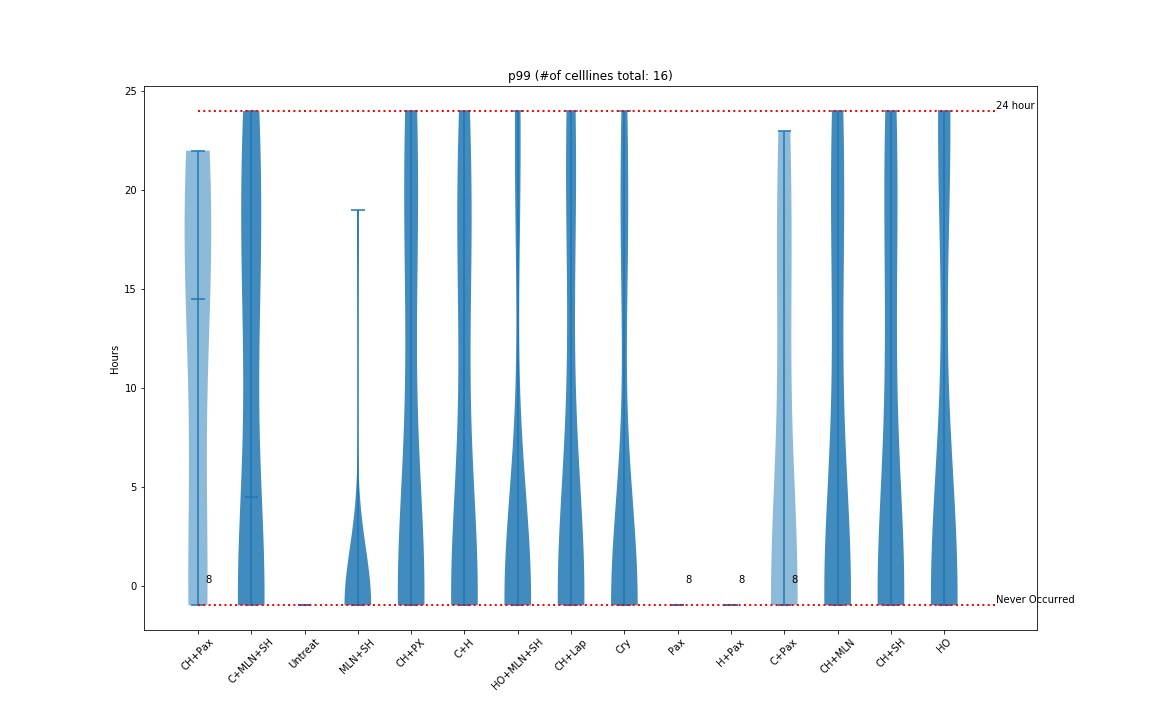 p99 (#of celllines total: 16)
25
24 hour
20
15
Hours
10
5
8
8
8
8
0
Never Occurred
CH+Pax
C+MLN+SH
Untreat
MLN+SH
CH+PX
C+H
HO+MLN+SH
CH+Lap
Cry
Pax
H+Pax
C+Pax
CH+MLN
CH+SH
HO